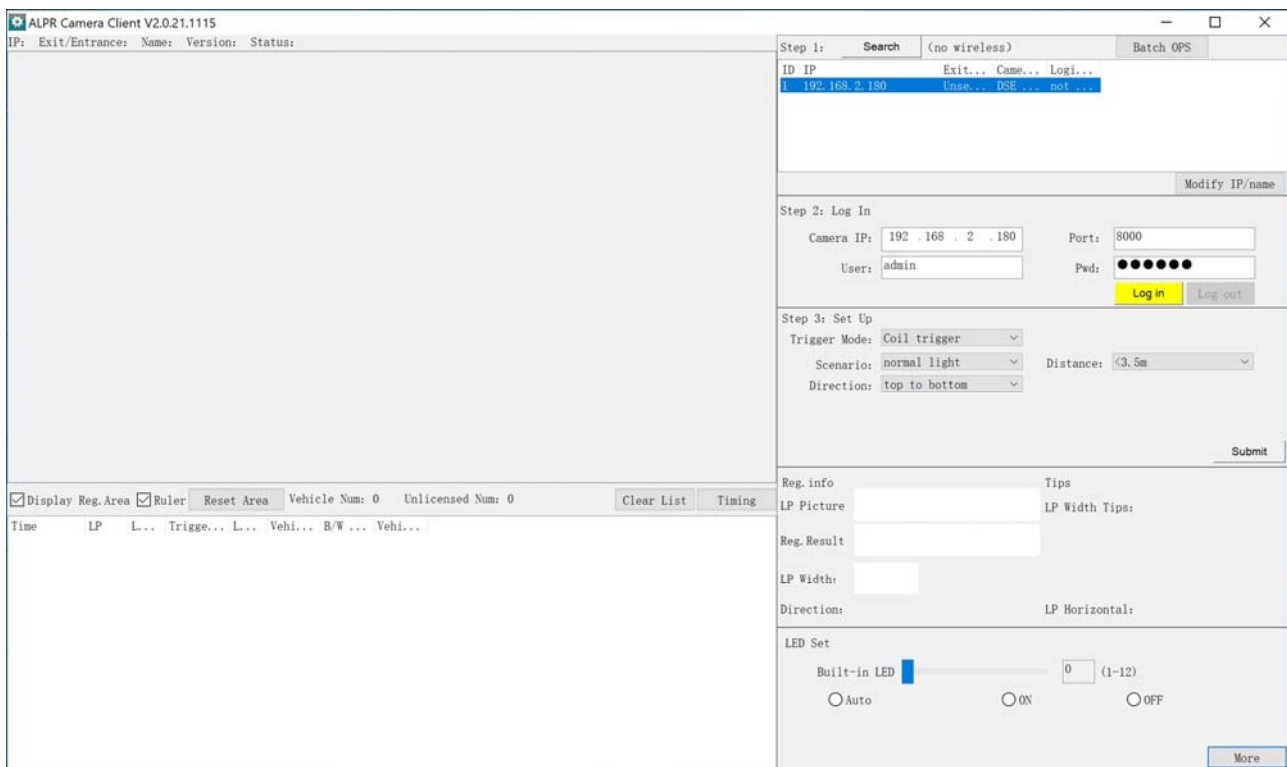 ALPR Camera Client V2.0.21.1115
IP: Exit/Entrance: Name: Version: Status:
Step 1: Search (no wireless) Batch OPS
ID IP Exit... Came... Logi...
1 192.168.2.180 Unse... DSE ... not ...
Modify IP/name
Step 2: Log In
Camera IP: 192 .168 . 2 .180 Port: 8000
User: admin Pwd: ●●●●●●
Log in Log out
Step 3: Set Up
Trigger Mode: Coil trigger
Scenario: normal light Distance: <3.5m
Direction: top to bottom
Submit
Display Reg.Area Ruler Reset Area Vehicle Num: 0 Unlicensed Num: 0 Clear List Timing
Time LP L... Trigge... L... Vehi... B/W ... Vehi...
Reg.info Tips
LP Picture LP Width Tips:
Reg.Result
LP Width:
Direction: LP Horizontal:
LED Set
Built-in LED 0 (1-12)
Auto ON OFF
More